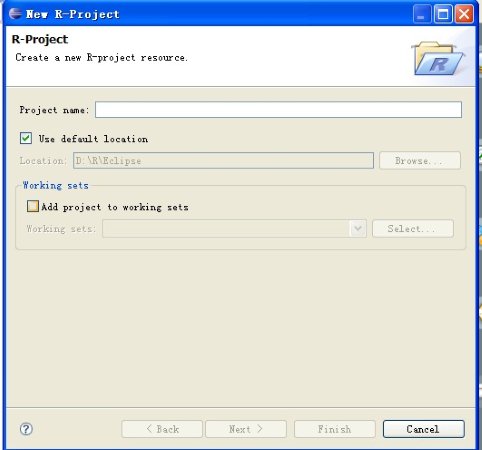 New R-Project
R-Project
Create a new R-project resource.
R
Project name:
Use default location
Location: D:\R\Eclipse Browse...
Working sets
Add project to working sets
Working sets: Select...
? < Back Next > Finish Cancel